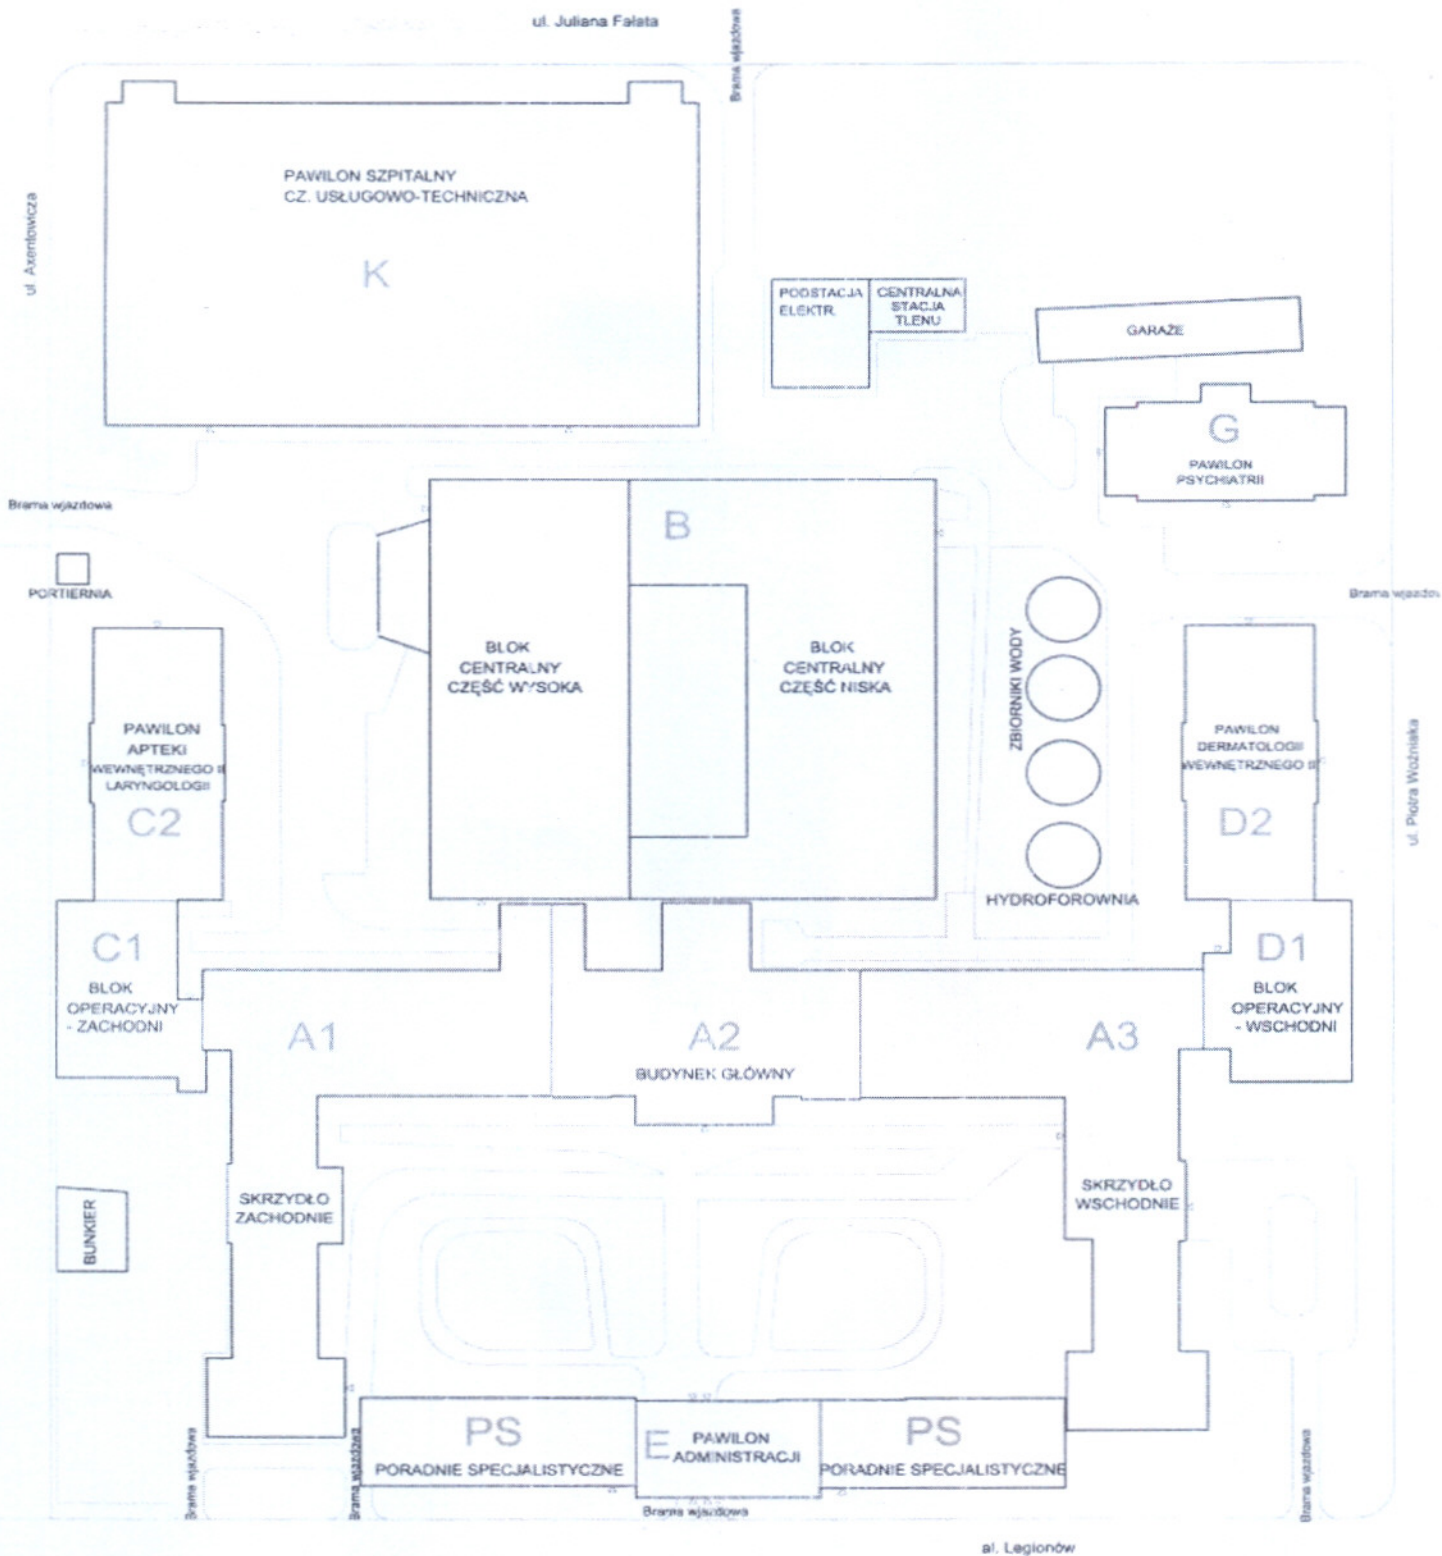 ul. Juliana Fałata
Brama wjazdowa
ul. Axentowicza
PAWILON SZPITALNY
CZ. USŁUGOWO-TECHNICZNA
K
PODSTACJA
ELEKTR.
CENTRALNA
STACJA
TLENU
GARAŻE
G
PAWILON
PSYCHIATRII
Brama wjazdowa
PORTIERNIA
B
BLOK
CENTRALNY
CZĘŚĆ WYSOKA
BLOK
CENTRALNY
CZĘŚĆ NISKA
ZBIORNIKI WODY
HYDROFOROWNIA
Brama wjazdow
ul. Piotra Woźniaka
PAWILON
APTEKI
WEWNĘTRZNEGO II
LARYNGOLOGII
C2
PAWILON
DERMATOLOGII
WEWNĘTRZNEGO II
D2
C1
BLOK
OPERACYJNY
- ZACHODNI
D1
BLOK
OPERACYJNY
- WSCHODNI
A1
A2
BUDYNEK GŁÓWNY
A3
BUNKIER
SKRZYDŁO
ZACHODNIE
SKRZYDŁO
WSCHODNIE
PS
PORADNIE SPECJALISTYCZNE
E
PAWILON
ADMINISTRACJI
PS
PORADNIE SPECJALISTYCZNE
Brama wjazdowa
Brama wjazdowa
Brama wjazdowa
Brama wjazdowa
al. Legionów